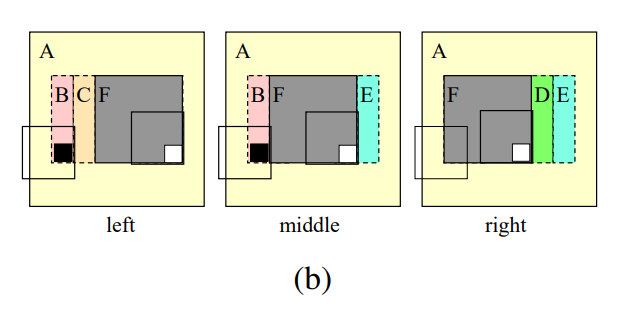 A A A
B C F B F E F D E
left middle right
(b)